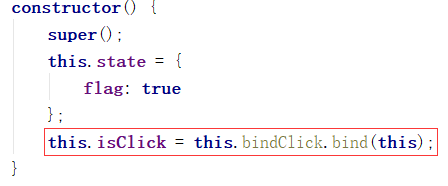 constructor() {
    super();
    this.state = {
        flag: true
    };
    this.isClick = this.bindClick.bind(this);
}